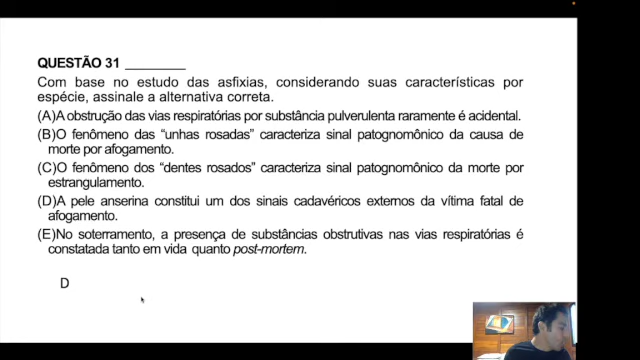 QUESTÃO 31 ________
Com base no estudo das asfixias, considerando suas características por
espécie, assinale a alternativa correta.
(A)A obstrução das vias respiratórias por substância pulverulenta raramente é acidental.
(B)O fenômeno das “unhas rosadas” caracteriza sinal patognômonico da causa de
morte por afogamento.
(C)O fenômeno dos “dentes rosados” caracteriza sinal patognômonico da morte por
estrangulamento.
(D)A pele anserina constitui um dos sinais cadavéricos externos da vítima fatal de
afogamento.
(E)No soterramento, a presença de substâncias obstrutivas nas vias respiratórias é
constatada tanto em vida quanto post-mortem.
D